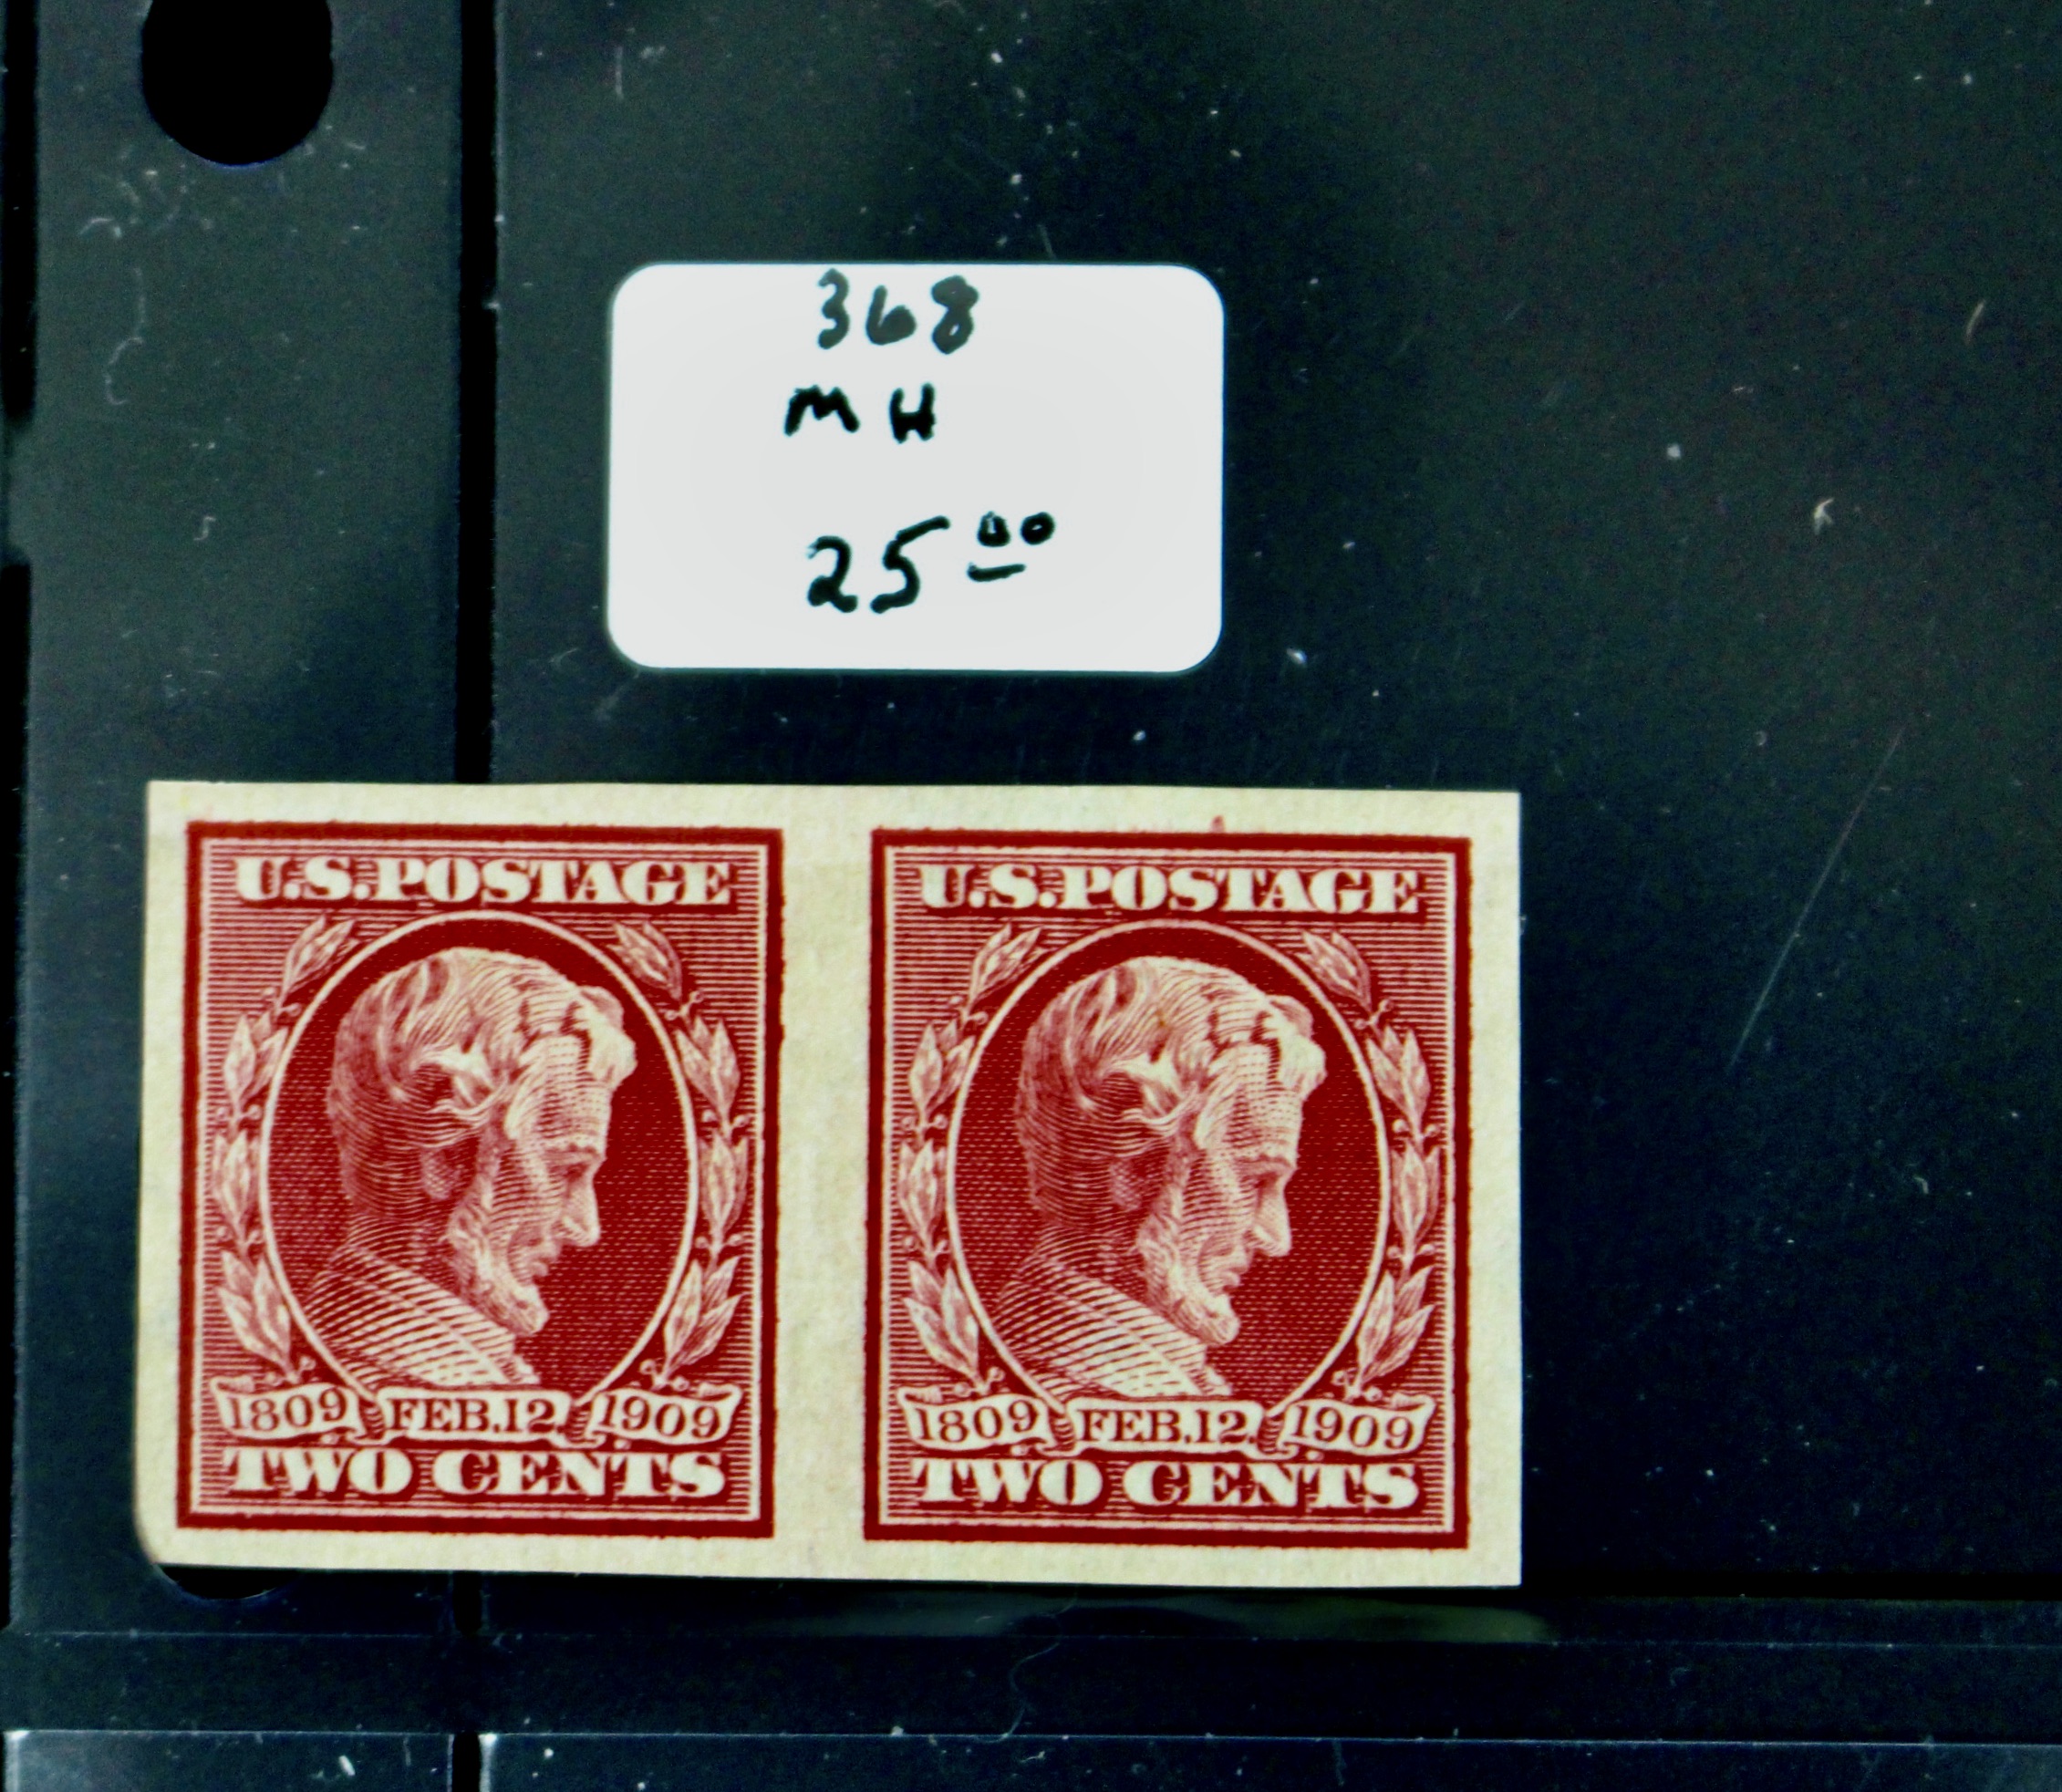 368
MH
25 00
U.S.POSTAGE
1809 FEB.12. 1909
TWO CENTS
U.S.POSTAGE
1809 FEB.12. 1909
TWO CENTS